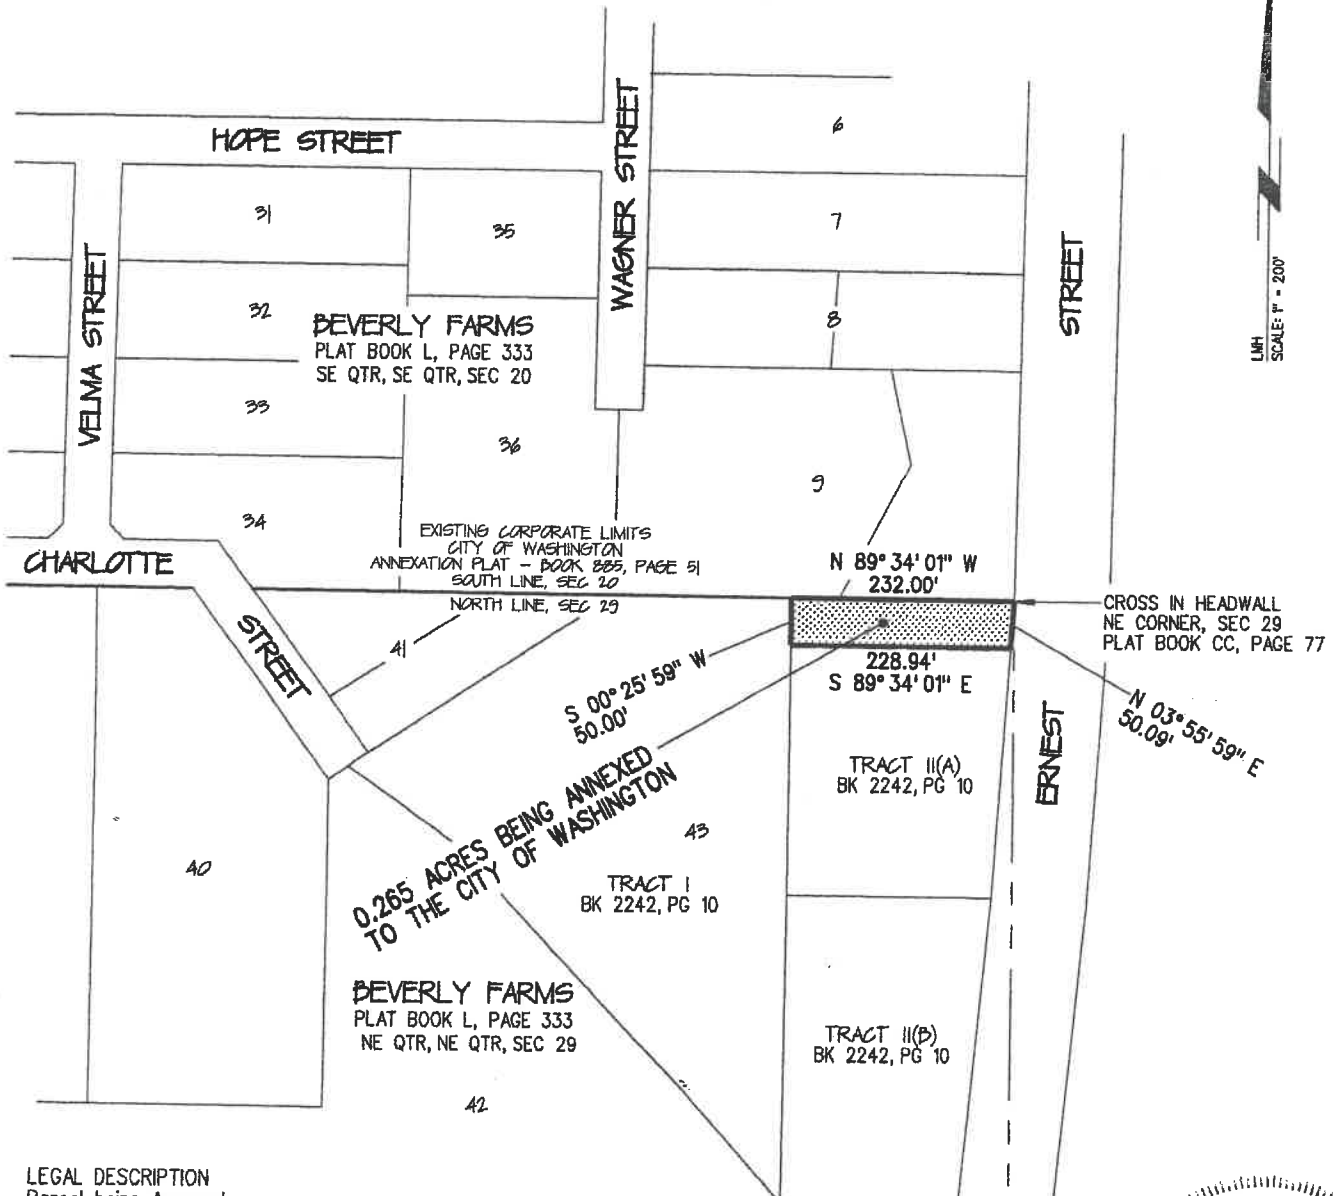 HOPE STREET
WAGNER STREET
VELMA STREET
STREET
LMH
SCALE: 1" = 200'
6
7
8
9
31
32
33
34
35
36
BEVERLY FARMS
PLAT BOOK L, PAGE 333
SE QTR, SE QTR, SEC 20
EXISTING CORPORATE LIMITS
CITY OF WASHINGTON
ANNEXATION PLAT - BOOK 885, PAGE 51
SOUTH LINE, SEC 20
NORTH LINE, SEC 29
CHARLOTTE
STREET
41
N 89° 34' 01" W
232.00'
CROSS IN HEADWALL
NE CORNER, SEC 29
PLAT BOOK CC, PAGE 77
228.94'
S 89° 34' 01" E
S 00° 25' 59" W
50.00'
N 03° 55' 59" E
50.09'
ERNEST
TRACT II(A)
BK 2242, PG 10
0.265 ACRES BEING ANNEXED
TO THE CITY OF WASHINGTON
43
TRACT I
BK 2242, PG 10
40
BEVERLY FARMS
PLAT BOOK L, PAGE 333
NE QTR, NE QTR, SEC 29
42
TRACT II(B)
BK 2242, PG 10
LEGAL DESCRIPTION